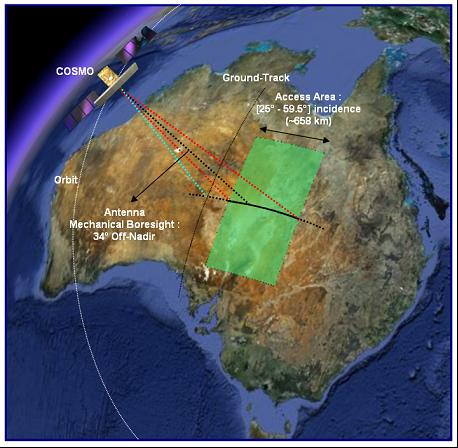 COSMO
Ground-Track
Access Area :
[25° - 59.5°] incidence
(~658 km)
Orbit
Antenna
Mechanical Boresight :
34° Off-Nadir